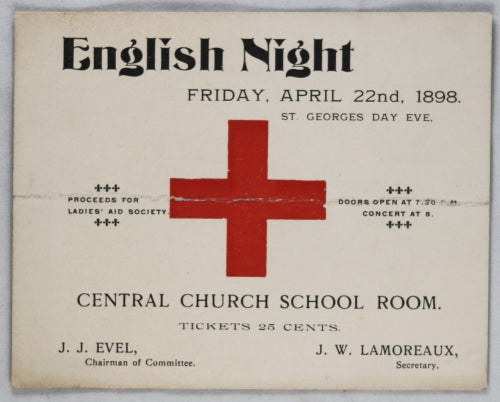 English Night
FRIDAY, APRIL 22nd, 1898.
ST. GEORGES DAY EVE.
PROCEEDS FOR
LADIES' AID SOCIETY.
DOORS OPEN AT 7.30 P.M.
CONCERT AT 8.
CENTRAL CHURCH SCHOOL ROOM.
TICKETS 25 CENTS.
J. J. EVEL,
Chairman of Committee.
J. W. LAMOREAUX,
Secretary.